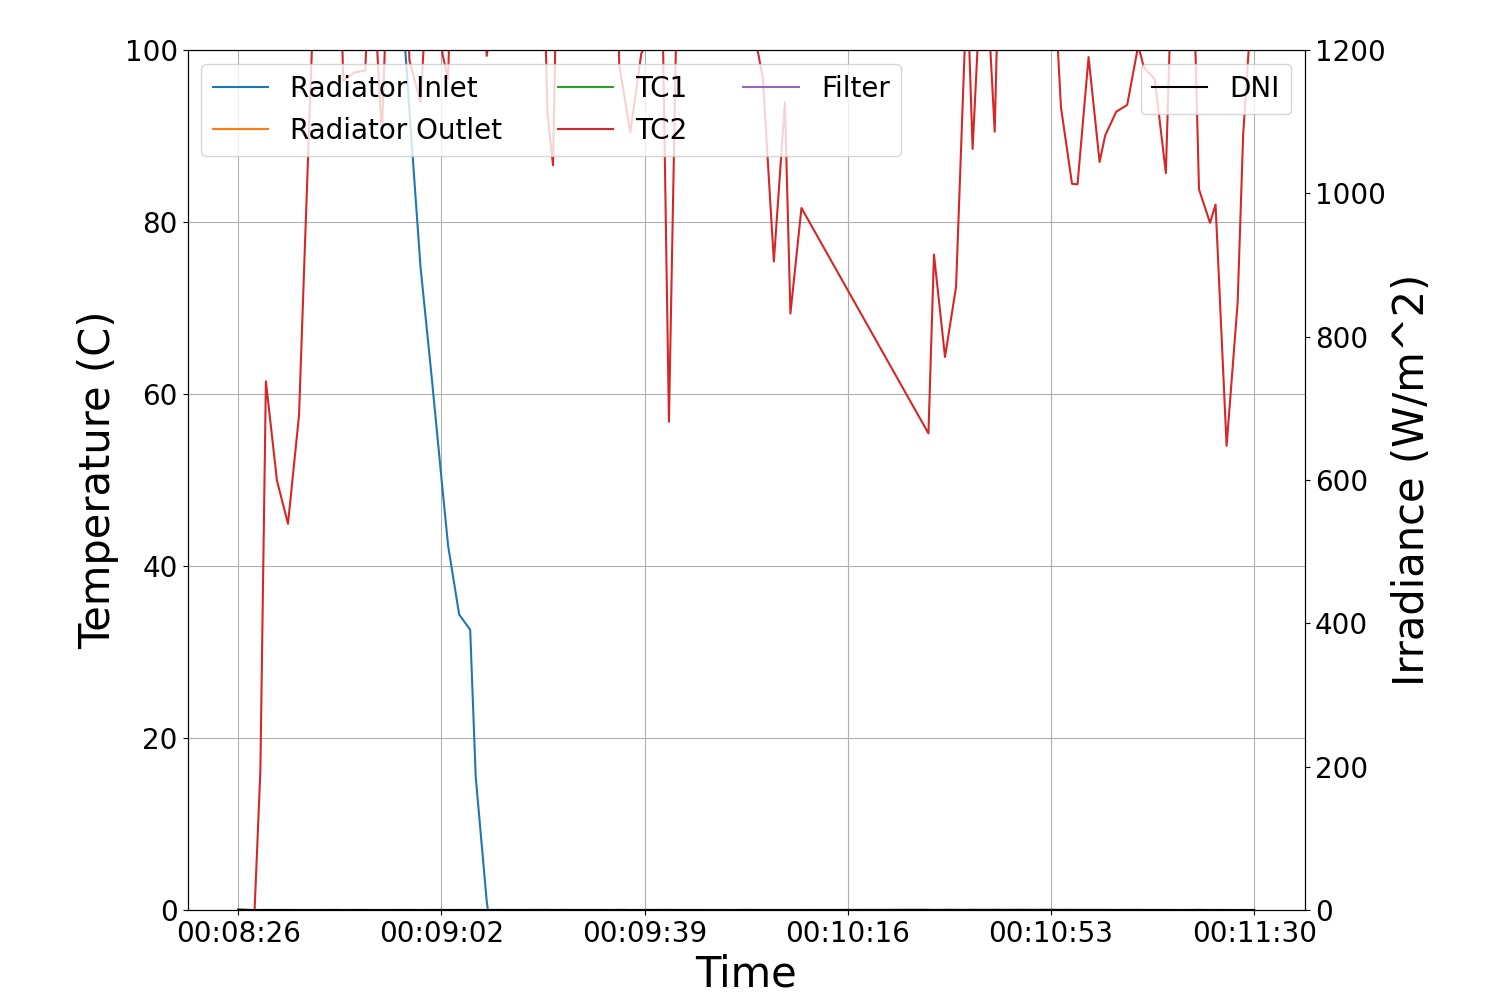 100
80
60
40
20
0
Temperature (C)
Radiator Inlet
Radiator Outlet
TC1
TC2
Filter
DNI
1200
1000
800
600
400
200
0
Irradiance (W/m^2)
00:08:26 00:09:02 00:09:39 00:10:16 00:10:53 00:11:30
Time